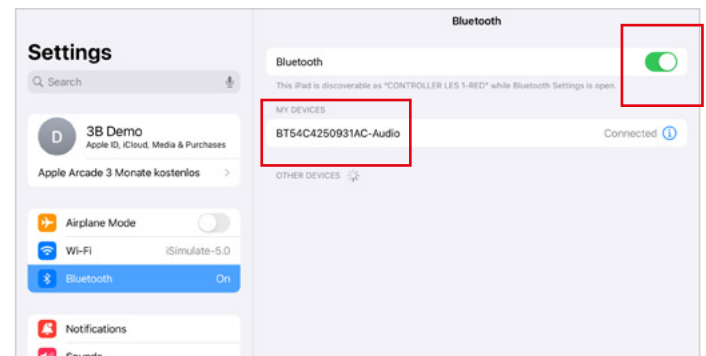 Bluetooth
Settings
Search
Bluetooth
This iPad is discoverable as "CONTROLLER LES 1-RED" while Bluetooth Settings is open.
MY DEVICES
BT54C4250931AC-Audio
Connected
OTHER DEVICES
D
3B Demo
Apple ID, iCloud, Media & Purchases
Apple Arcade 3 Monate kostenlos
Airplane Mode
Wi-Fi
iSimulate-5.0
Bluetooth
On
Notifications
Sounds